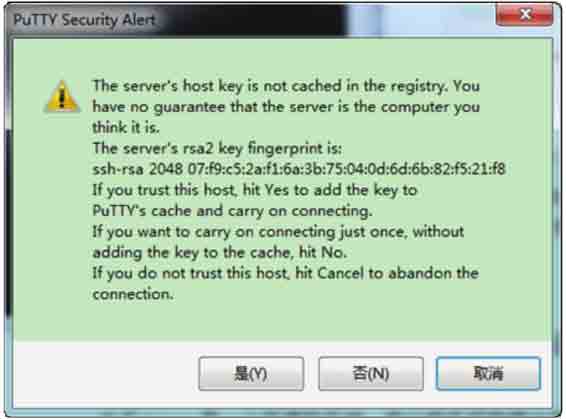 PuTTY Security Alert
The server's host key is not cached in the registry. You
have no guarantee that the server is the computer you
think it is.
The server's rsa2 key fingerprint is:
ssh-rsa 2048 07:f9:c5:2a:f1:6a:3b:75:04:0d:6d:6b:82:f5:21:f8
If you trust this host, hit Yes to add the key to
PuTTY's cache and carry on connecting.
If you want to carry on connecting just once, without
adding the key to the cache, hit No.
If you do not trust this host, hit Cancel to abandon the
connection.
是(Y) 否(N) 取消